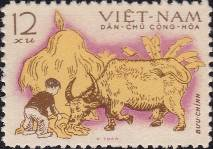 12
XU
VIỆT-NAM
DÂN-CHỦ CỘNG-HÒA
BƯU CHÍNH